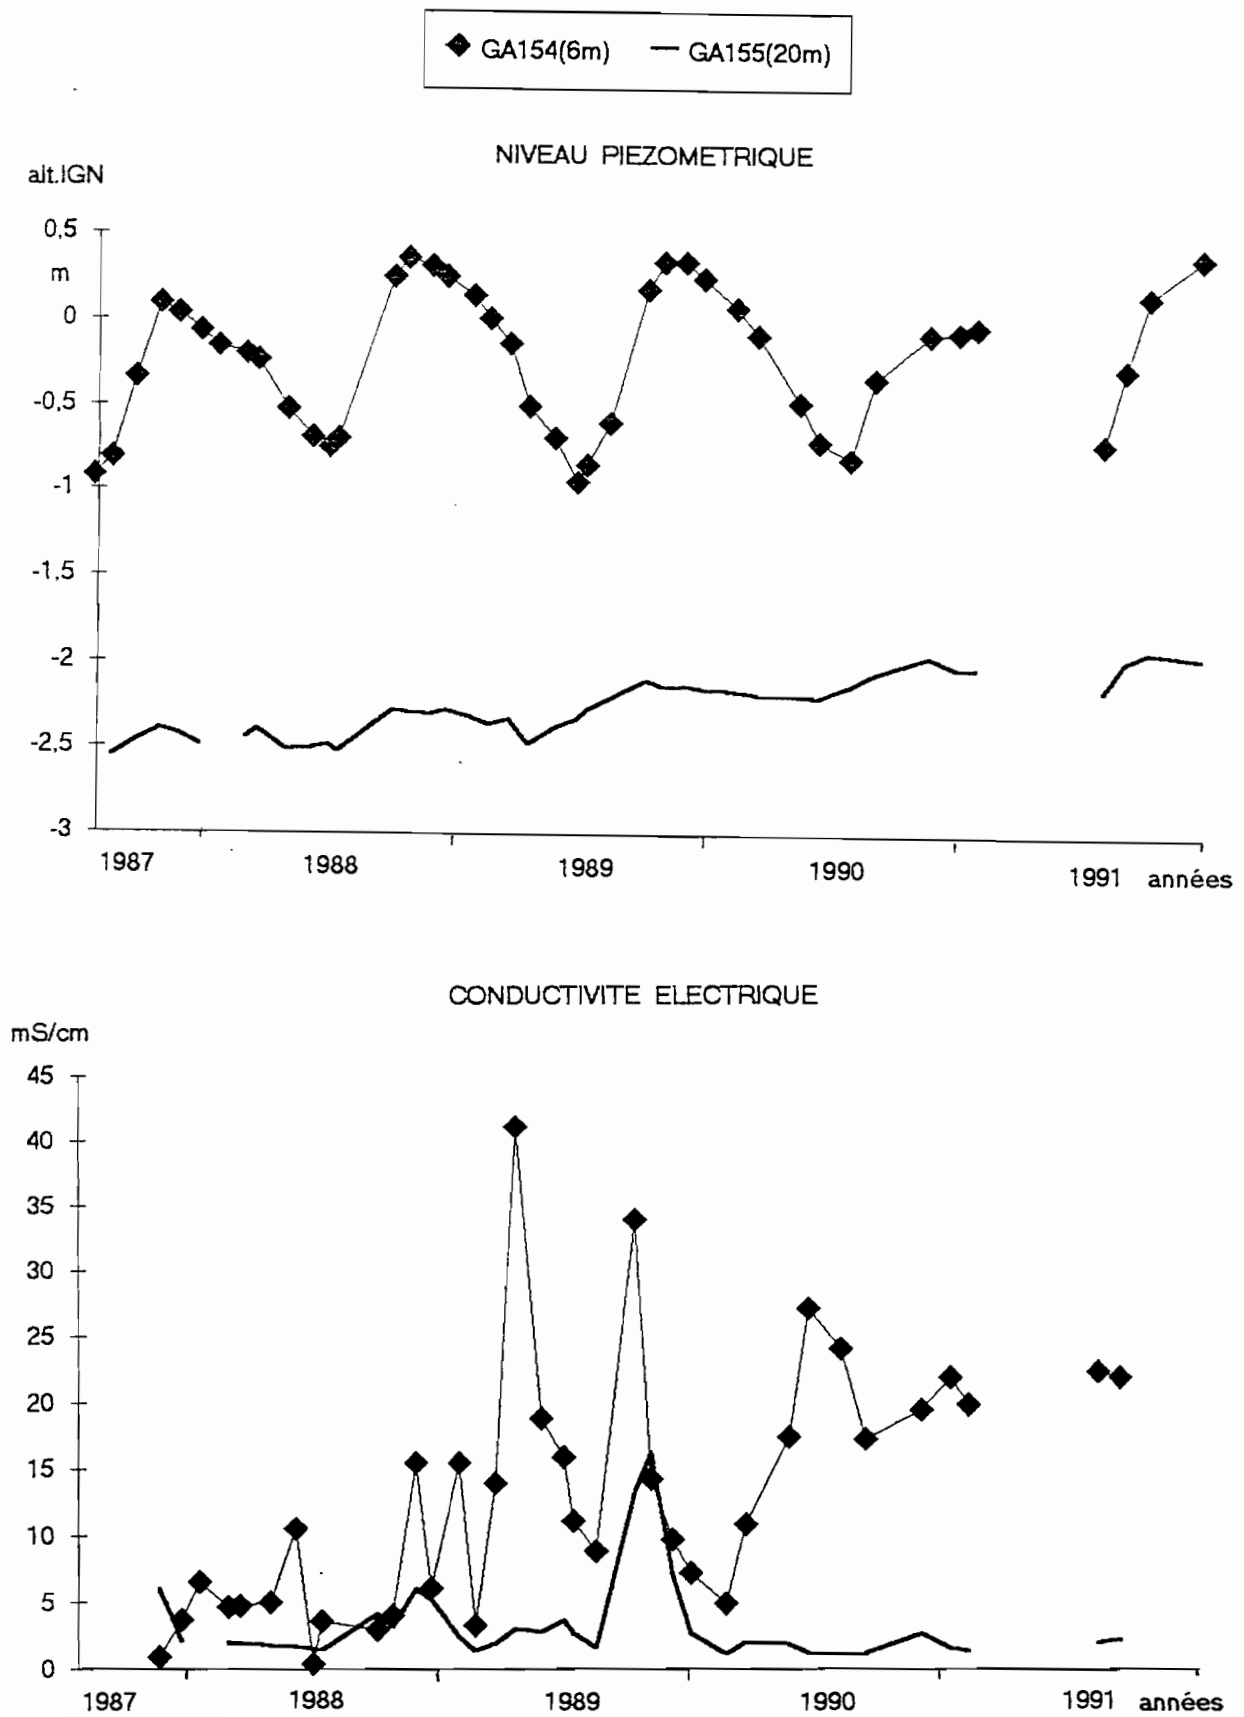 GA154(6m) GA155(20m)
NIVEAU PIEZOMETRIQUE
alt.IGN
0,5
m
0
-0,5
-1
-1,5
-2
-2,5
-3
1987 1988 1989 1990 1991 années
CONDUCTIVITE ELECTRIQUE
mS/cm
45
40
35
30
25
20
15
10
5
0
1987 1988 1989 1990 1991 années